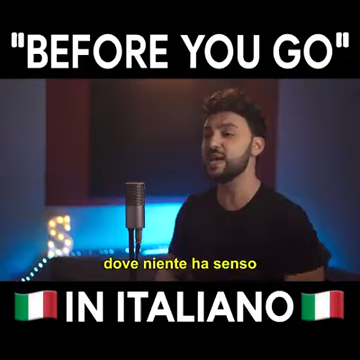 "BEFORE YOU GO"
dove niente ha senso
🇮🇹 IN ITALIANO 🇮🇹